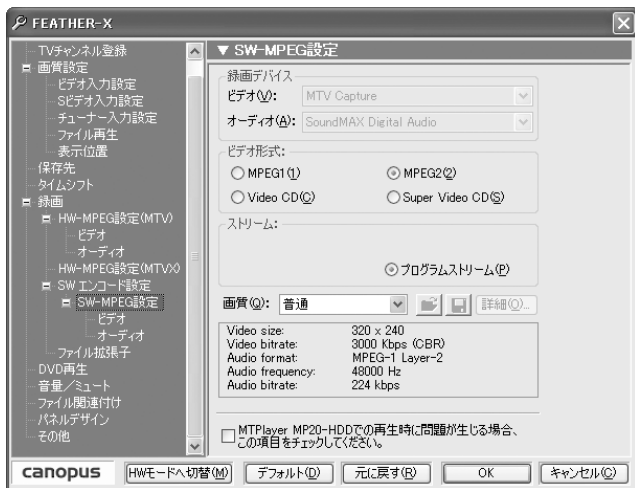 FEATHER-X
TVチャンネル登録
画質設定
ビデオ入力設定
Sビデオ入力設定
チューナー入力設定
ファイル再生
表示位置
保存先
タイムシフト
録画
HW-MPEG設定(MTV)
ビデオ
オーディオ
HW-MPEG設定(MTVX)
SW エンコード設定
SW-MPEG設定
ビデオ
オーディオ
ファイル拡張子
DVD再生
音量／ミュート
ファイル関連付け
パネルデザイン
その他
▼ SW-MPEG設定
録画デバイス
ビデオ(V): MTV Capture
オーディオ(A): SoundMAX Digital Audio
ビデオ形式:
MPEG1(1) MPEG2(2)
Video CD(C) Super Video CD(S)
ストリーム:
プログラムストリーム(P)
画質(Q): 普通 詳細(O)...
Video size: 320 x 240
Video bitrate: 3000 Kbps (CBR)
Audio format: MPEG-1 Layer-2
Audio frequency: 48000 Hz
Audio bitrate: 224 kbps
MTPlayer MP20-HDDでの再生時に問題が生じる場合、
この項目をチェックしてください。
canopus HWモードへ切替(M) デフォルト(D) 元に戻す(R) OK キャンセル(C)